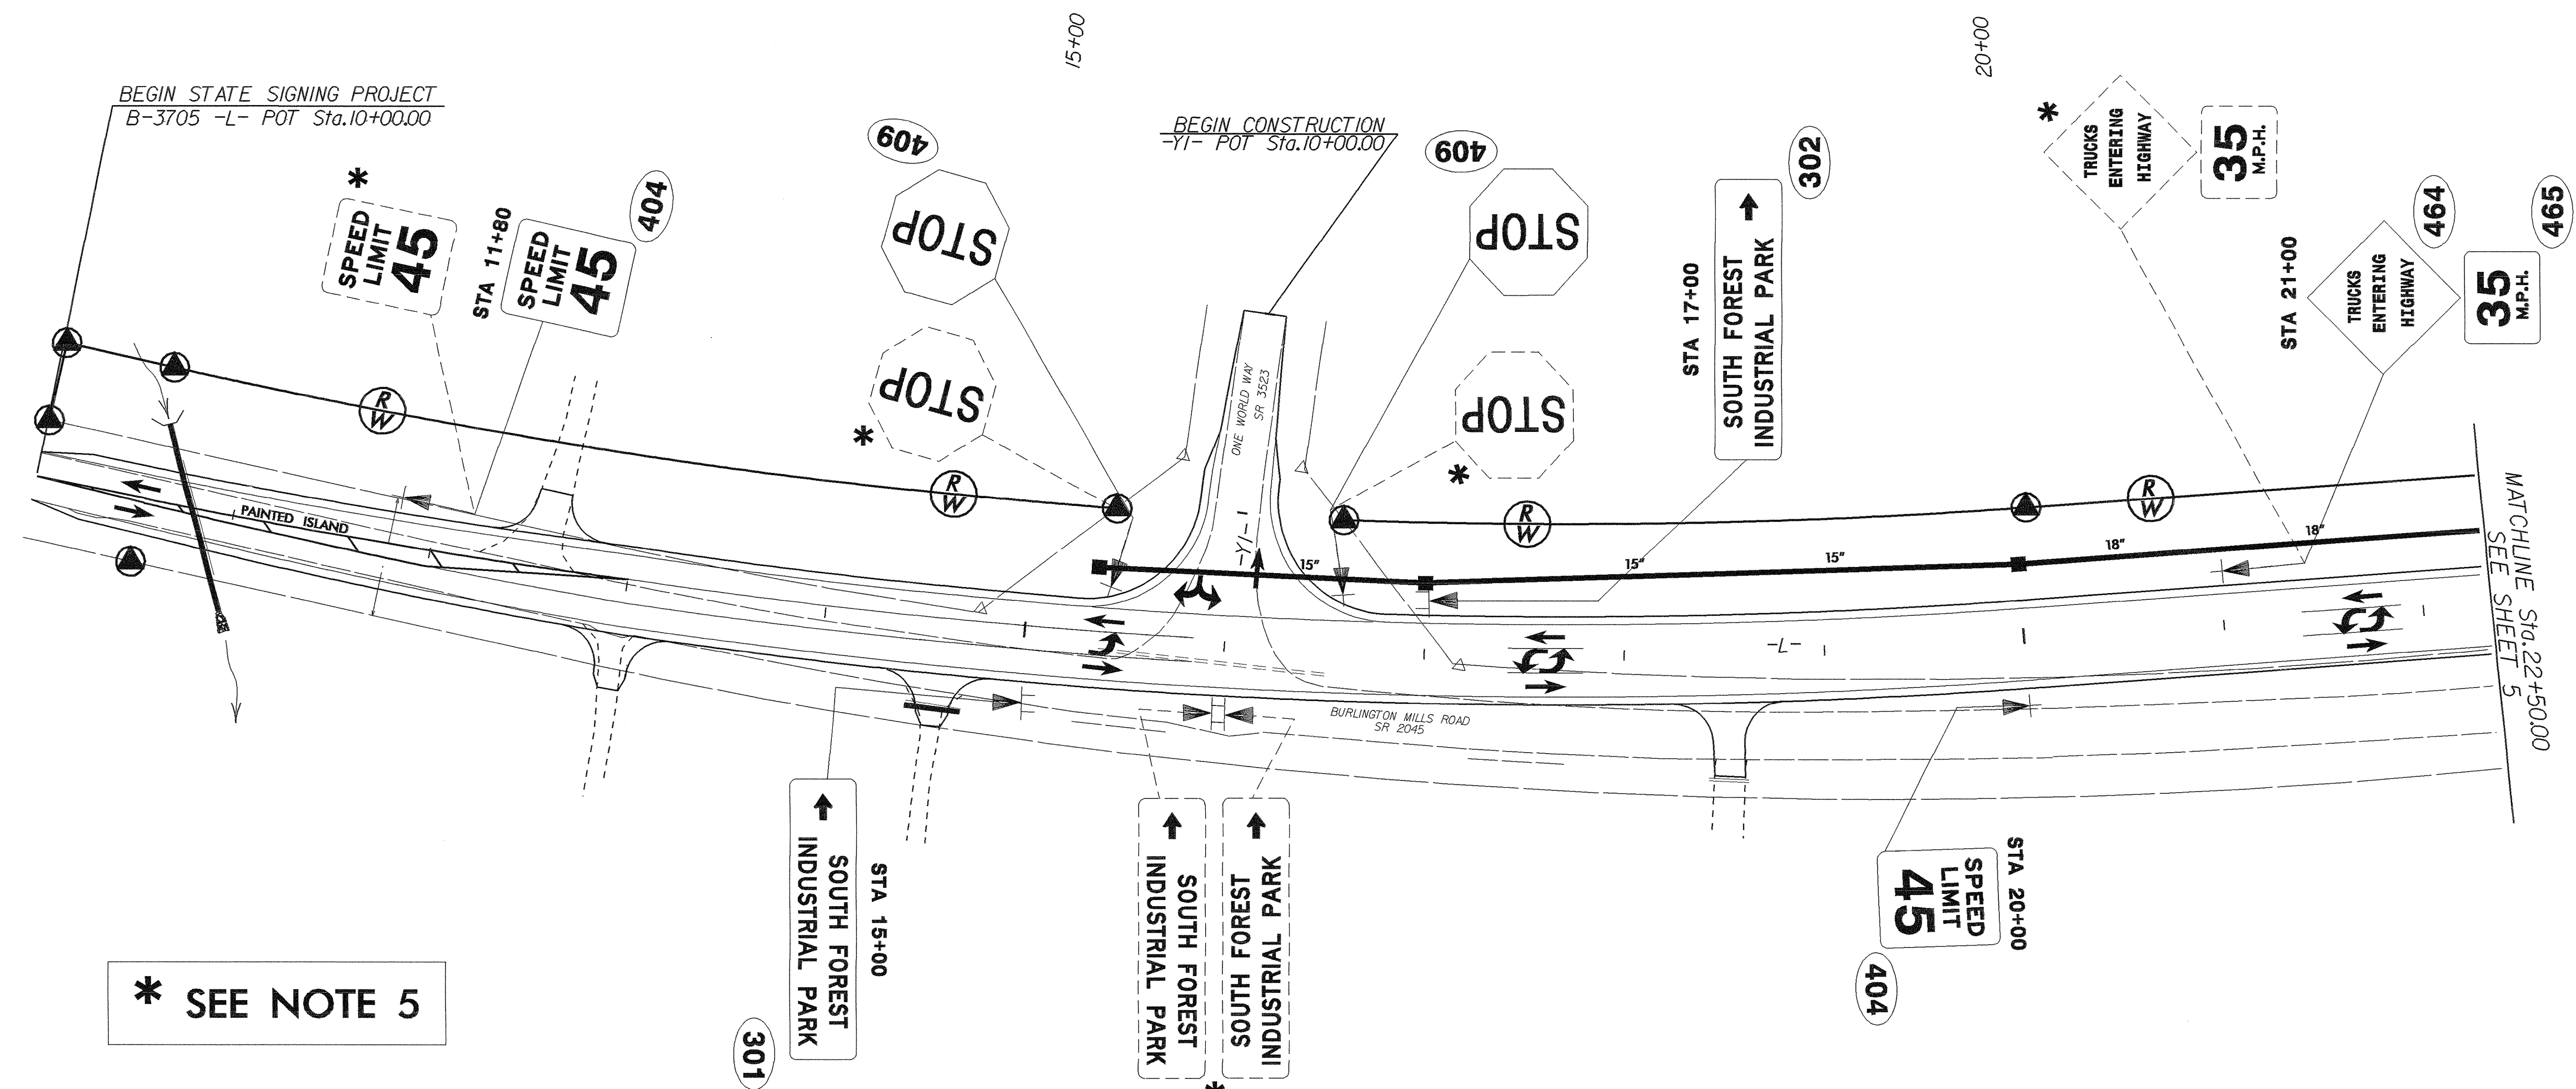 15+00
20+00
BEGIN STATE SIGNING PROJECT
B-3705 -L- POT Sta.10+00.00
BEGIN CONSTRUCTION
-Y1- POT Sta.10+00.00
*
SPEED
LIMIT
45
STA 11+80
SPEED
LIMIT
45
404
409
STOP
STOP
*
409
STOP
STOP
*
STA 17+00
SOUTH FOREST
INDUSTRIAL PARK
302
*
TRUCKS
ENTERING
HIGHWAY
35
M.P.H.
STA 21+00
TRUCKS
ENTERING
HIGHWAY
464
35
M.P.H.
465
R
W
R
W
R
W
R
W
ONE WORLD WAY
SR 3523
-Y1-
PAINTED ISLAND
15"
15"
15"
18"
18"
-L-
BURLINGTON MILLS ROAD
SR 2045
MATCHLINE Sta.22+50.00
SEE SHEET 5
STA 15+00
SOUTH FOREST
INDUSTRIAL PARK
301
SOUTH FOREST
INDUSTRIAL PARK
SOUTH FOREST
INDUSTRIAL PARK
*
STA 20+00
SPEED
LIMIT
45
404
* SEE NOTE 5